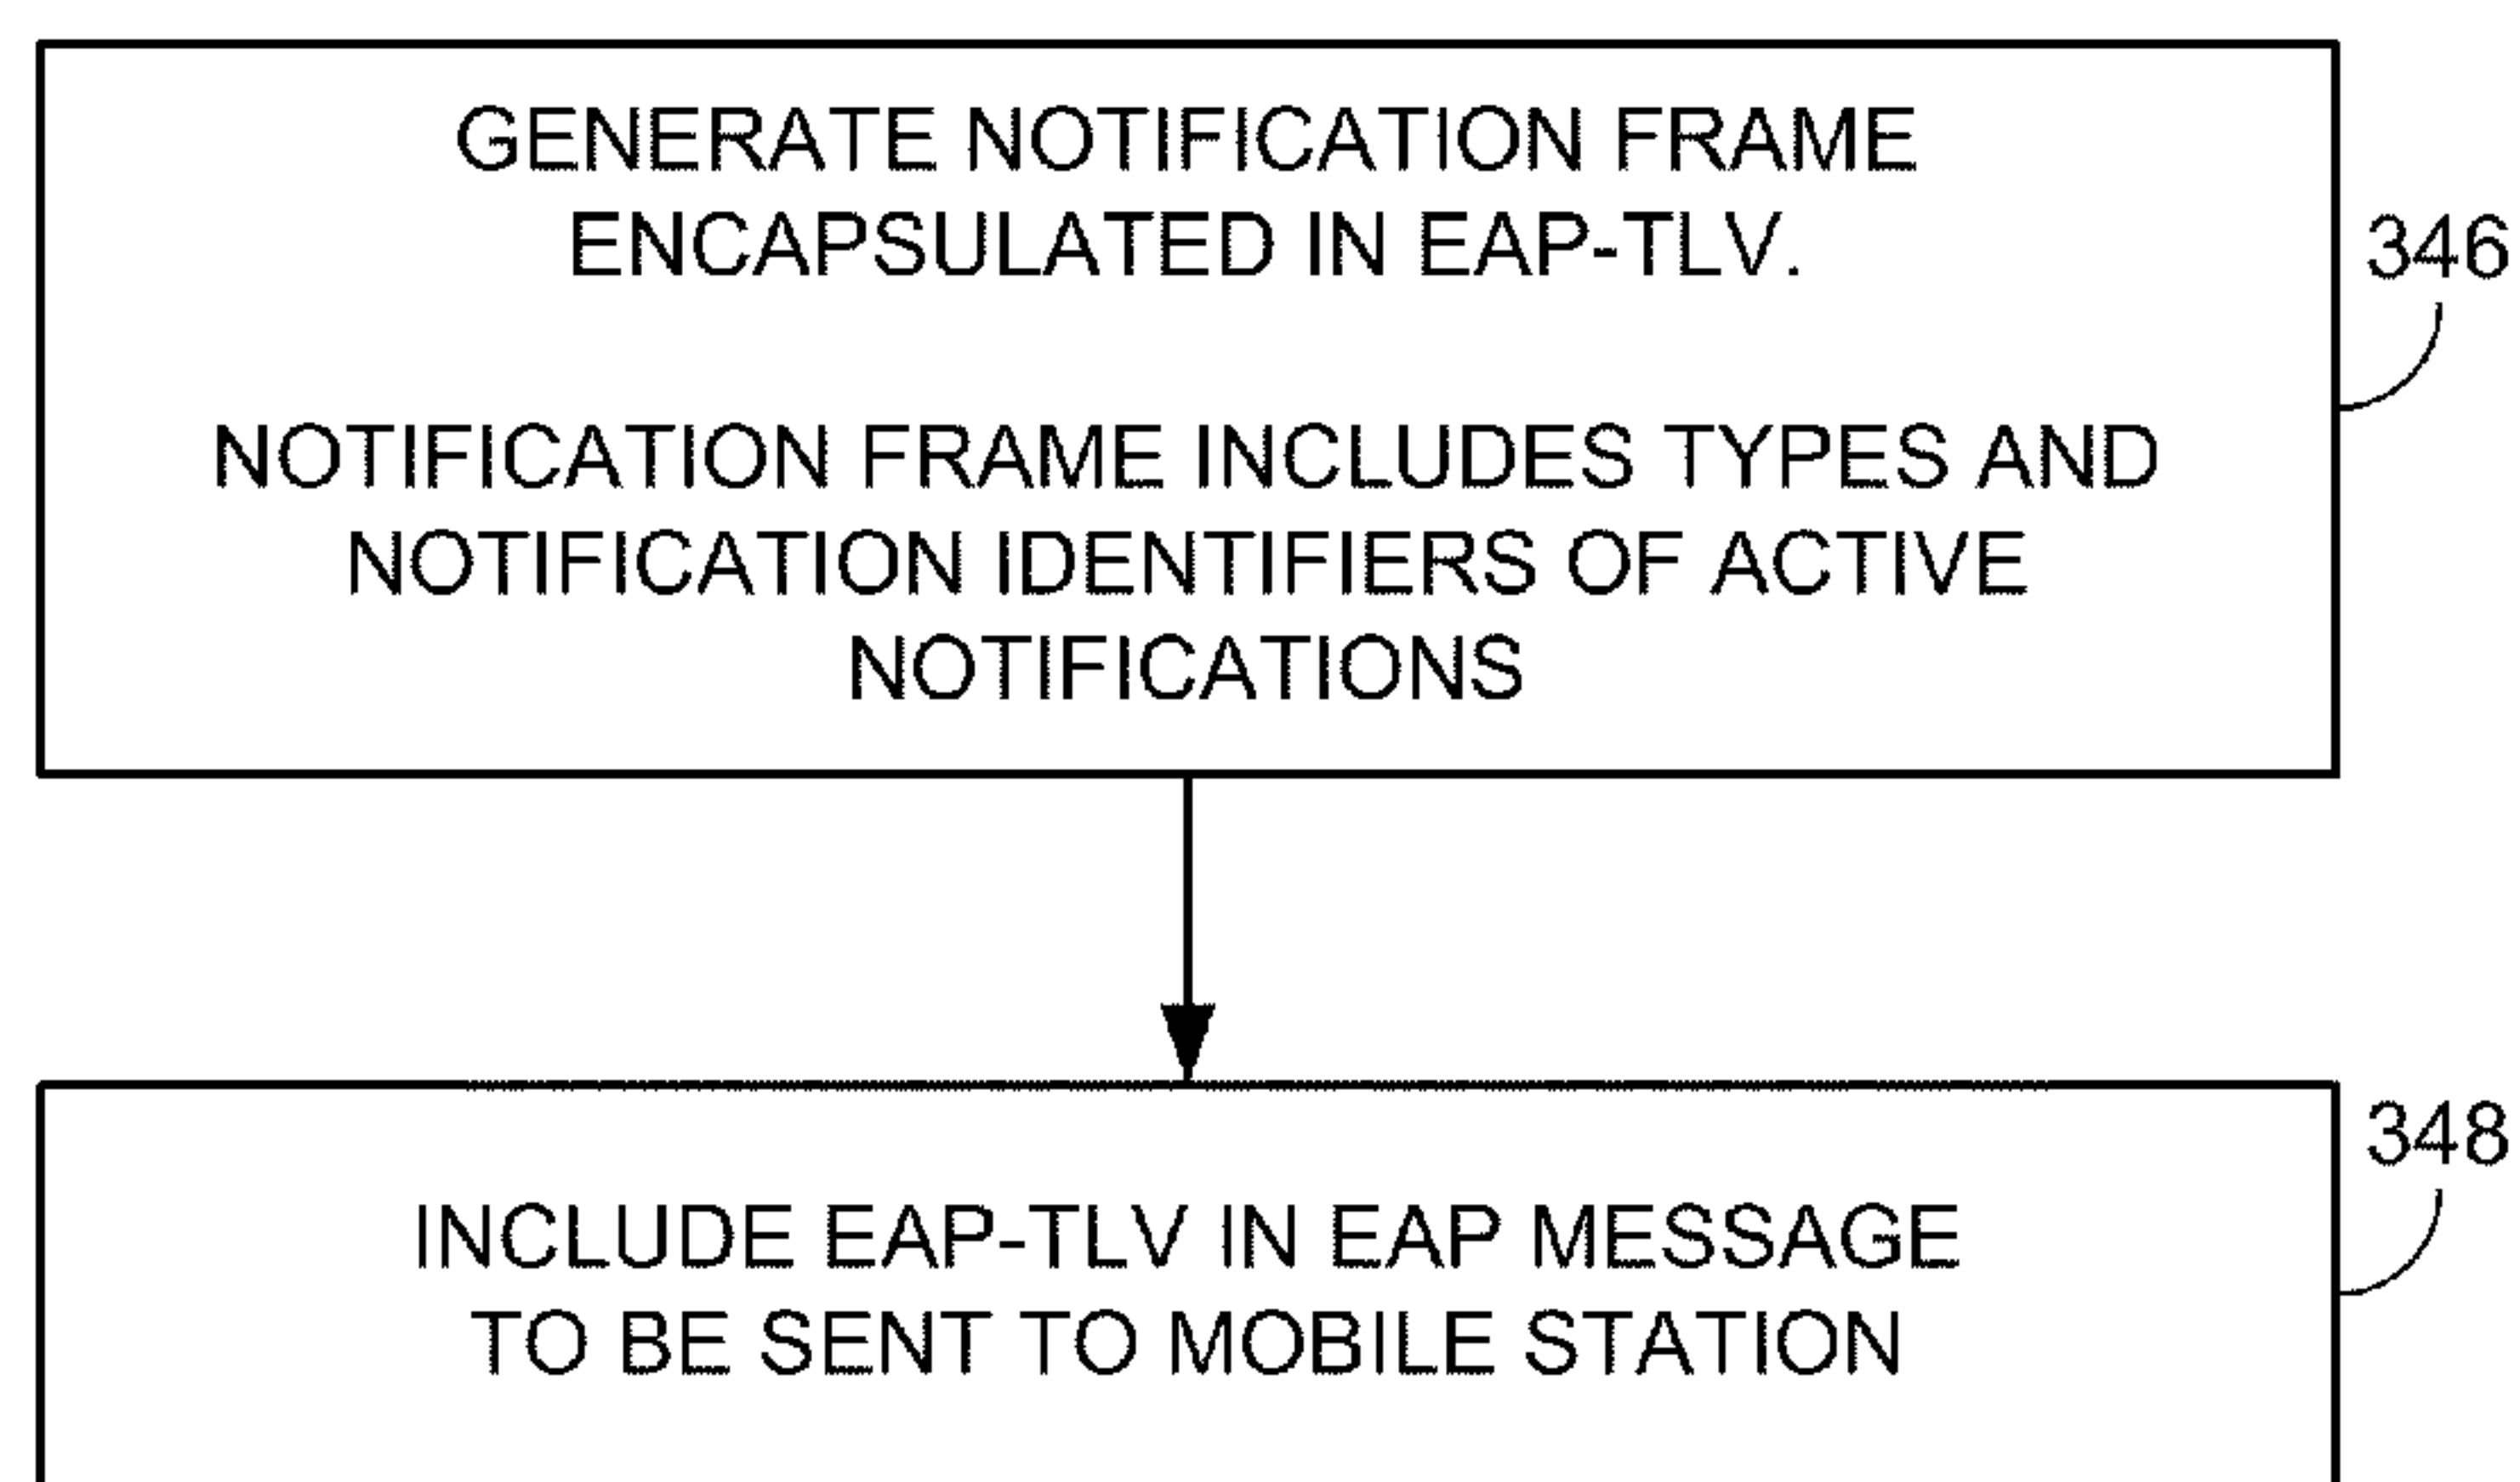 GENERATE NOTIFICATION FRAME
ENCAPSULATED IN EAP-TLV.
346
NOTIFICATION FRAME INCLUDES TYPES AND
NOTIFICATION IDENTIFIERS OF ACTIVE
NOTIFICATIONS
348
INCLUDE EAP-TLV IN EAP MESSAGE
TO BE SENT TO MOBILE STATION